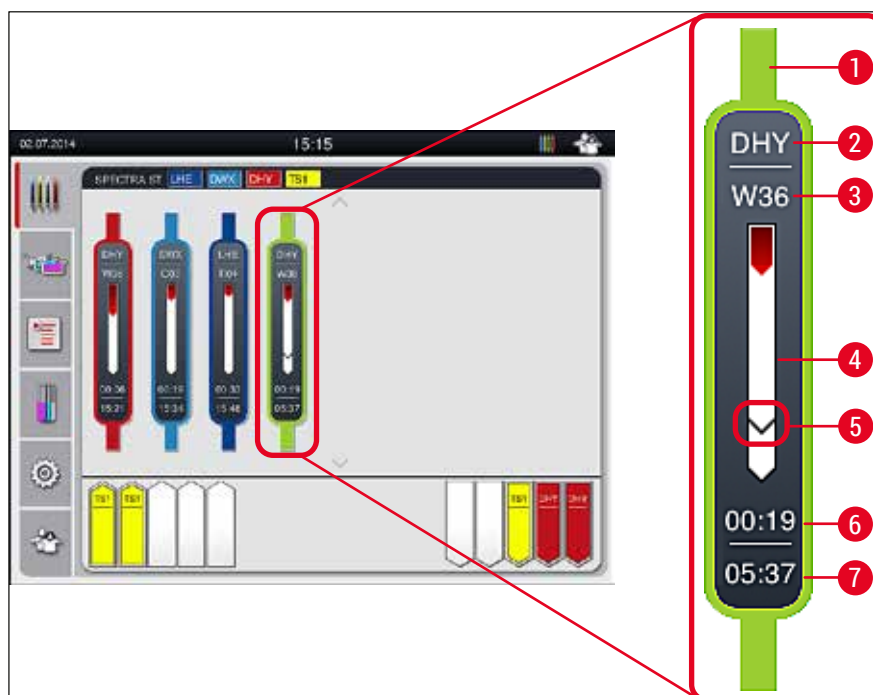 02.07.2014 15:15
SPECTRA ST LHE DWX DHY TS1
DHY DWX LHE DHY
W36
00:36 00:19 00:30 00:19
15:21 15:34 15:46 05:37
TS1 TS1 TS1 DHY DHY
1
DHY 2
W36 3
4
5
00:19 6
05:37 7